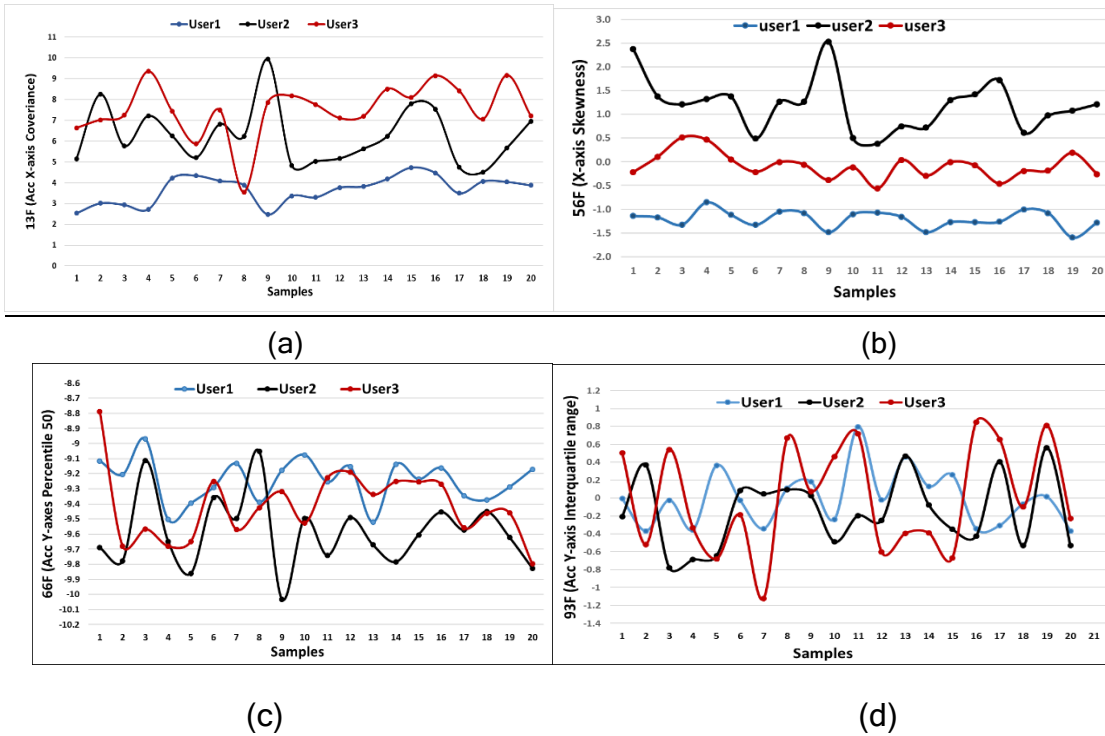 User1 User2 User3
13F (Acc X-axis Coveriance)
13
12
11
10
9
8
7
6
5
4
3
2
1
0
1 2 3 4 5 6 7 8 9 10 11 12 13 14 15 16 17 18 19 20
Samples
(a)
user1 user2 user3
56F (X-axis Skewness)
3.0
2.5
2.0
1.5
1.0
0.5
0.0
-0.5
-1.0
-1.5
-2.0
1 2 3 4 5 6 7 8 9 10 11 12 13 14 15 16 17 18 19 20
Samples
(b)
User1 User2 User3
66F (Acc Y-axes Percentile 50)
-8.6
-8.7
-8.8
-8.9
-9
-9.1
-9.2
-9.3
-9.4
-9.5
-9.6
-9.7
-9.8
-9.9
-10
-10.1
-10.2
1 2 3 4 5 6 7 8 9 10 11 12 13 14 15 16 17 18 19 20
Samples
(c)
User1 User2 User3
93F (Acc Y-axis Interquartile range)
1.2
1
0.8
0.6
0.4
0.2
0
-0.2
-0.4
-0.6
-0.8
-1
-1.2
-1.4
1 2 3 4 5 6 7 8 9 10 11 12 13 14 15 16 17 18 19 20 21
Samples
(d)